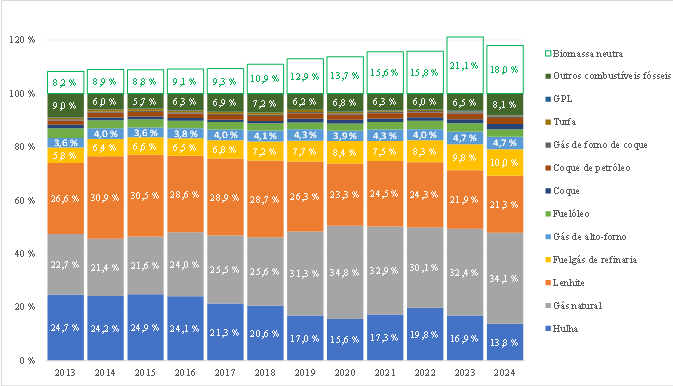 120 %
100 %
80 %
60 %
40 %
20 %
0 %
8,2 % 8,9 % 8,8 % 9,1 % 9,3 % 10,9 % 12,9 % 13,7 % 15,6 % 15,8 % 21,1 % 18,0 %
9,0 % 6,0 % 5,7 % 6,3 % 6,9 % 7,2 % 6,2 % 6,8 % 6,3 % 6,0 % 6,5 % 8,1 %
3,6 % 4,0 % 3,6 % 3,8 % 4,0 % 4,1 % 4,3 % 3,9 % 4,3 % 4,0 % 4,7 % 4,7 %
5,8 % 6,4 % 6,6 % 6,5 % 6,8 % 7,2 % 7,7 % 8,4 % 7,5 % 8,3 % 9,8 % 10,0 %
26,6 % 30,9 % 30,5 % 28,6 % 28,9 % 28,7 % 26,3 % 23,3 % 24,5 % 24,3 % 21,9 % 21,3 %
22,7 % 21,4 % 21,6 % 24,0 % 25,5 % 25,6 % 31,3 % 34,8 % 32,9 % 30,1 % 32,4 % 34,1 %
24,7 % 24,2 % 24,9 % 24,1 % 21,3 % 20,6 % 17,0 % 15,6 % 17,3 % 19,8 % 16,9 % 13,8 %
2013 2014 2015 2016 2017 2018 2019 2020 2021 2022 2023 2024
Biomassa neutra
Outros combustíveis fósseis
GPL
Turfa
Gás de forno de coque
Coque de petróleo
Coque
Fuelóleo
Gás de alto-forno
Fuelgás de refinaria
Lenhite
Gás natural
Hulha